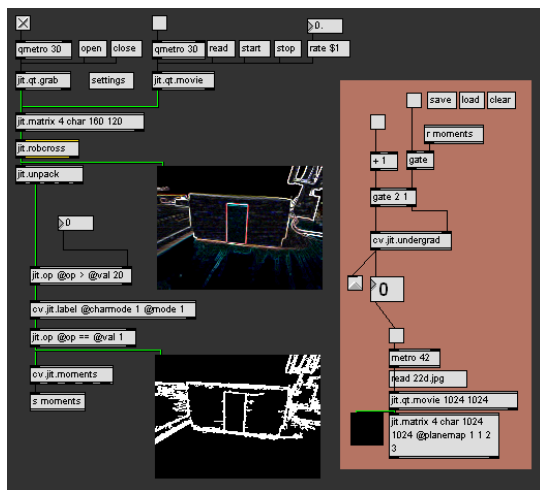 0.
qmetro 30
open
close
qmetro 30
read
start
stop
rate $1
jit.qt.grab
settings
jit.qt.movie
jit.matrix 4 char 160 120
jit.robcross
jit.unpack
0
jit.op @op > @val 20
cv.jit.label @charmode 1 @mode 1
jit.op @op == @val 1
cv.jit.moments
s moments
save
load
clear
r moments
+ 1
gate
gate 2 1
cv.jit.undergrad
0
metro 42
read 22d.jpg
jit.qt.movie 1024 1024
jit.matrix 4 char 1024
1024 @planemap 1 1 2
3